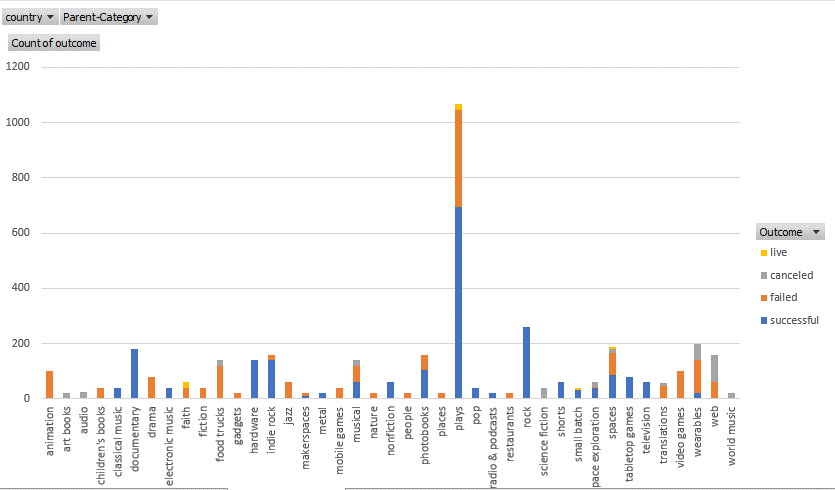 country Parent-Category
Count of outcome
1200
1000
800
600
400
200
0
animation
art books
audio
children's books
classical music
documentary
drama
electronic music
faith
fiction
food trucks
gadgets
hardware
indie rock
jazz
makerspaces
metal
mobile games
musical
nature
nonfiction
people
photobooks
places
plays
pop
radio & podcasts
restaurants
rock
science fiction
shorts
small batch
pace exploration
spaces
tabletop games
television
translations
video games
wearables
web
world music
Outcome
live
canceled
failed
successful